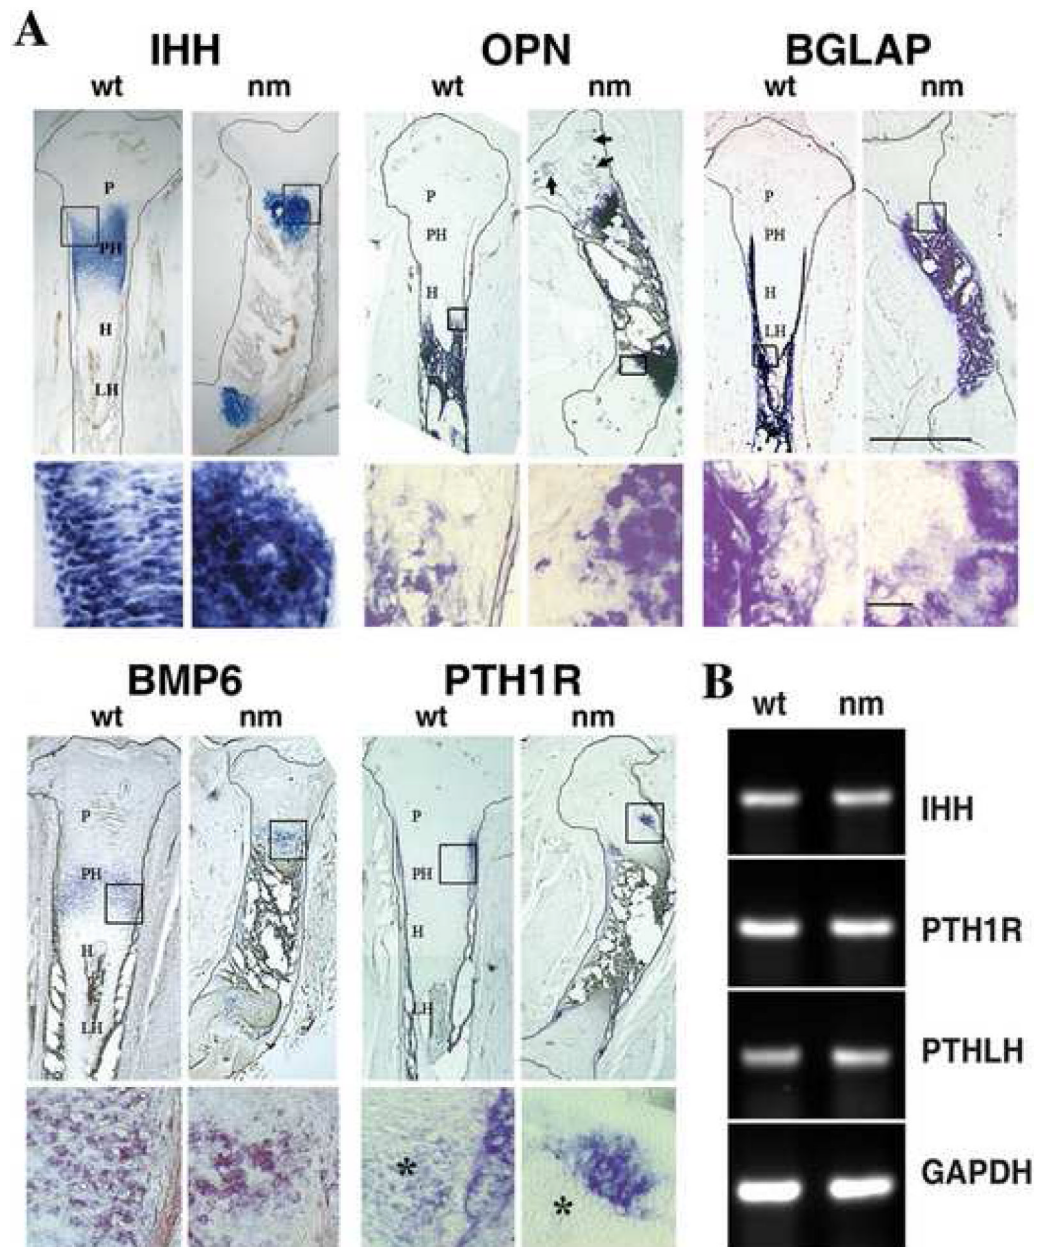 A
IHH OPN BGLAP
wt nm wt nm wt nm
P
PH
H
LH
P
PH
H
P
PH
H
LH
BMP6 PTH1R B
wt nm wt nm wt nm
P
PH
H
LH
P
PH
H
LH
*
*
IHH
PTH1R
PTHLH
GAPDH